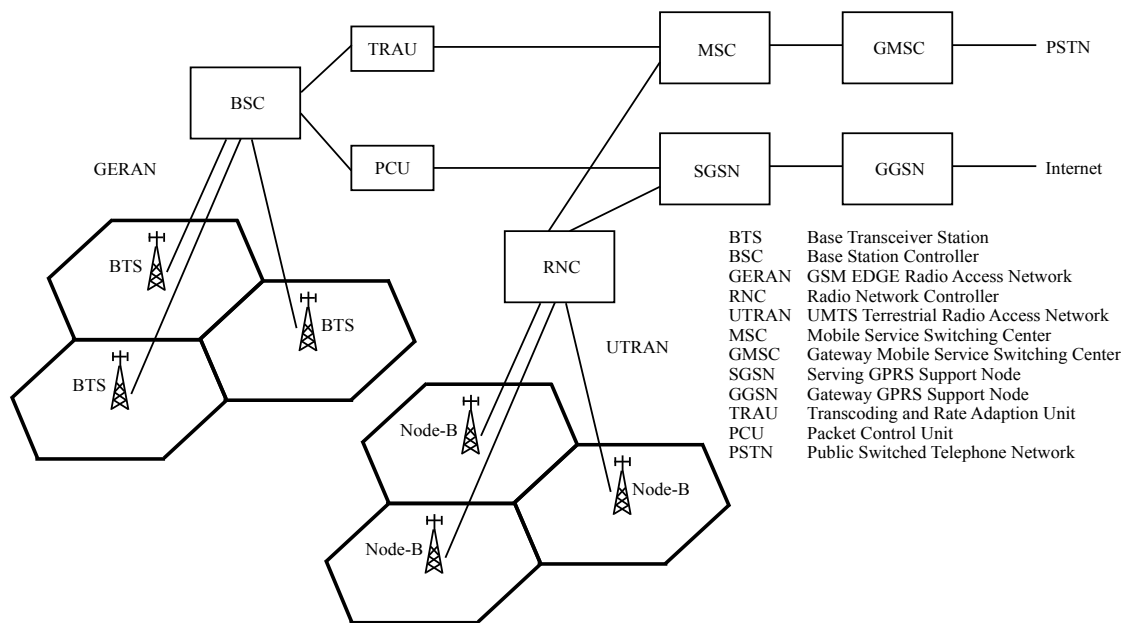 TRAU
MSC
GMSC
PSTN
BSC
GERAN
PCU
SGSN
GGSN
Internet
BTS
BTS
BTS
RNC
UTRAN
Node-B
Node-B
Node-B
BTS Base Transceiver Station
BSC Base Station Controller
GERAN GSM EDGE Radio Access Network
RNC Radio Network Controller
UTRAN UMTS Terrestrial Radio Access Network
MSC Mobile Service Switching Center
GMSC Gateway Mobile Service Switching Center
SGSN Serving GPRS Support Node
GGSN Gateway GPRS Support Node
TRAU Transcoding and Rate Adaption Unit
PCU Packet Control Unit
PSTN Public Switched Telephone Network